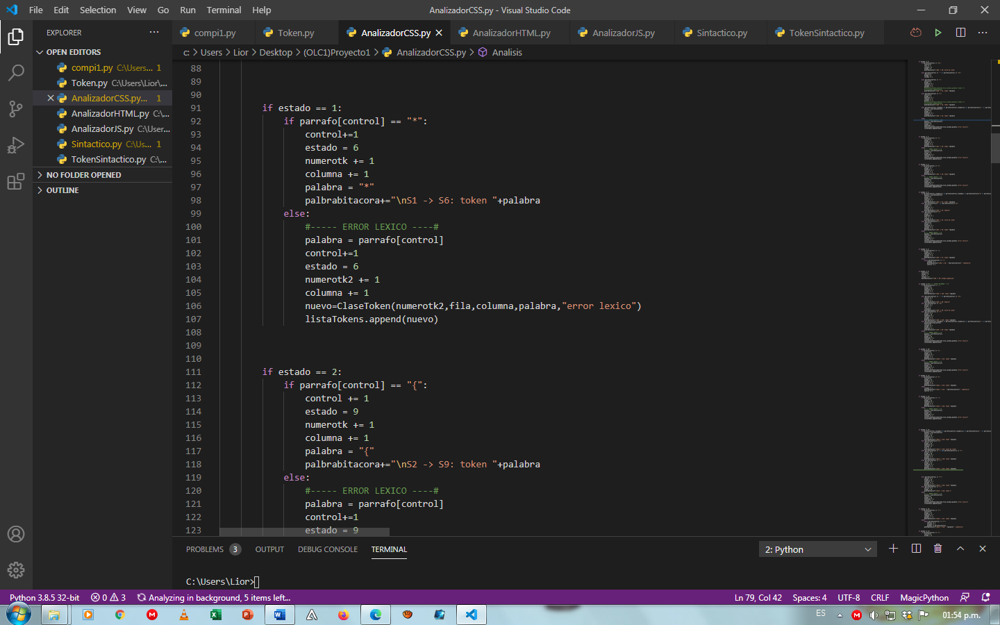 File Edit Selection View Go Run Terminal Help
AnalizadorCSS.py - Visual Studio Code
EXPLORER
compi1.py Token.py AnalizadorCSS.py AnalizadorHTML.py AnalizadorJS.py Sintactico.py TokenSintactico.py
c: > Users > Lior > Desktop > (OLC1)Proyecto1 > AnalizadorCSS.py > Analisis
OPEN EDITORS
compi1.py C:\Users... 1
Token.py C:\Users\Lior\...
AnalizadorCSS.py... 1
AnalizadorHTML.py C:\...
AnalizadorJS.py C:\User...
Sintactico.py C:\Us... 1
TokenSintactico.py C:\...
NO FOLDER OPENED
OUTLINE
88
89
90
91 if estado == 1:
92 if parrafo[control] == "*":
93 control+=1
94 estado = 6
95 numerotk += 1
96 columna += 1
97 palabra = "*"
98 palbrabitacora+="\nS1 -> S6: token "+palabra
99 else:
100 #----- ERROR LEXICO ----#
101 palabra = parrafo[control]
102 control+=1
103 estado = 6
104 numerotk2 += 1
105 columna += 1
106 nuevo=ClaseToken(numerotk2,fila,columna,palabra,"error lexico")
107 listaTokens.append(nuevo)
108
109
110
111 if estado == 2:
112 if parrafo[control] == "{":
113 control += 1
114 estado = 9
115 numerotk += 1
116 columna += 1
117 palabra = "{"
118 palbrabitacora+="\nS2 -> S9: token "+palabra
119 else:
120 #----- ERROR LEXICO ----#
121 palabra = parrafo[control]
122 control+=1
123 estado = 9
PROBLEMS 3 OUTPUT DEBUG CONSOLE TERMINAL
2: Python
C:\Users\Lior>
Python 3.8.5 32-bit 0 3 Analyzing in background, 5 items left...
Ln 79, Col 42 Spaces: 4 UTF-8 CRLF MagicPython
ES 01:54 p.m.